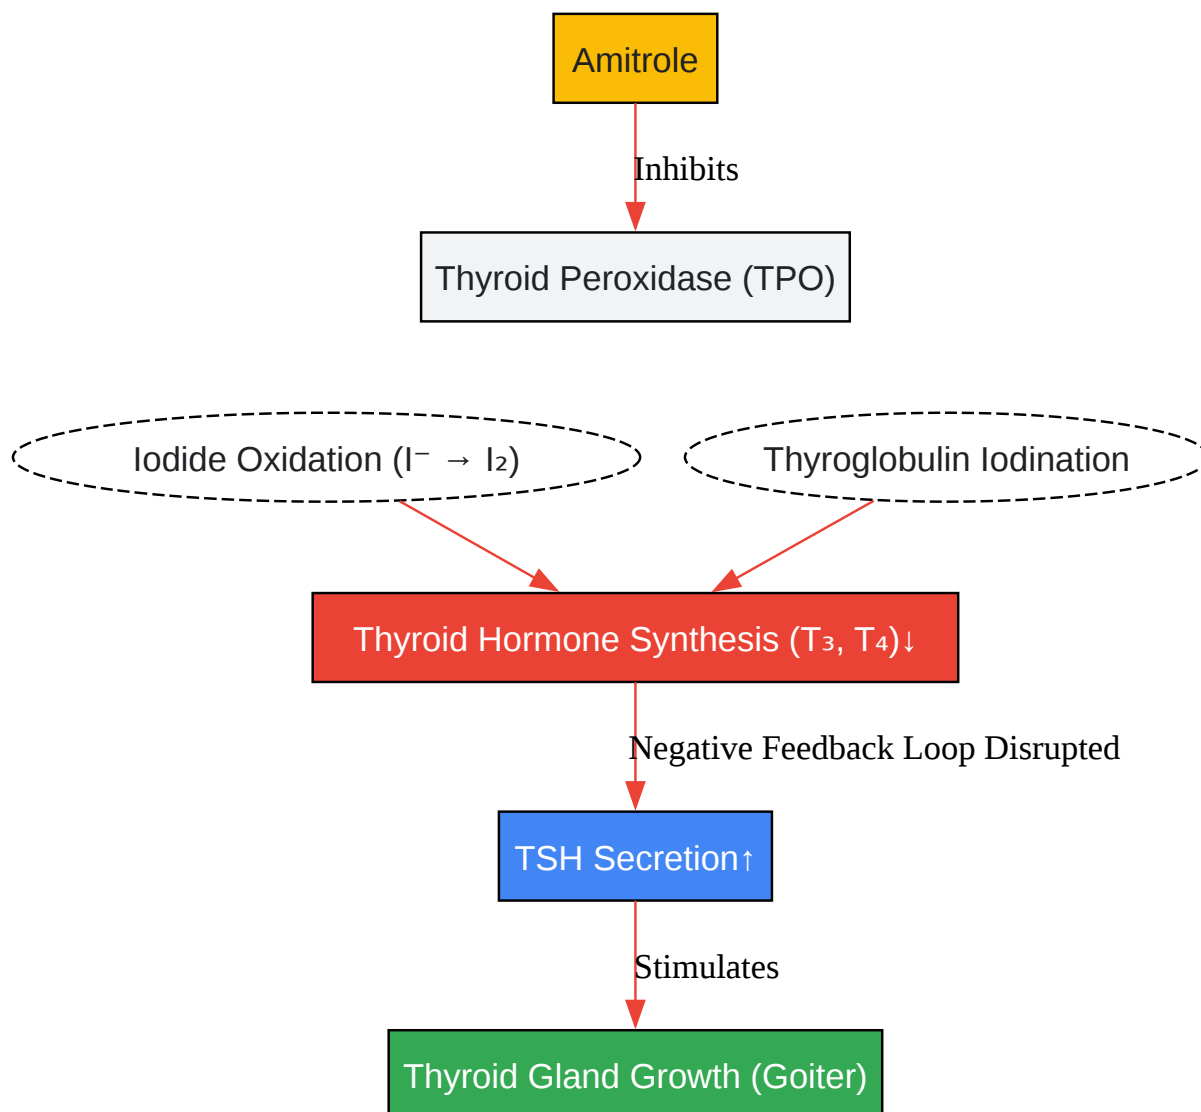 Amitrole
Inhibits
Thyroid Peroxidase (TPO)
Iodide Oxidation (I⁻ → I₂)
Thyroglobulin Iodination
Thyroid Hormone Synthesis (T₃, T₄)↓
Negative Feedback Loop Disrupted
TSH Secretion↑
Stimulates
Thyroid Gland Growth (Goiter)